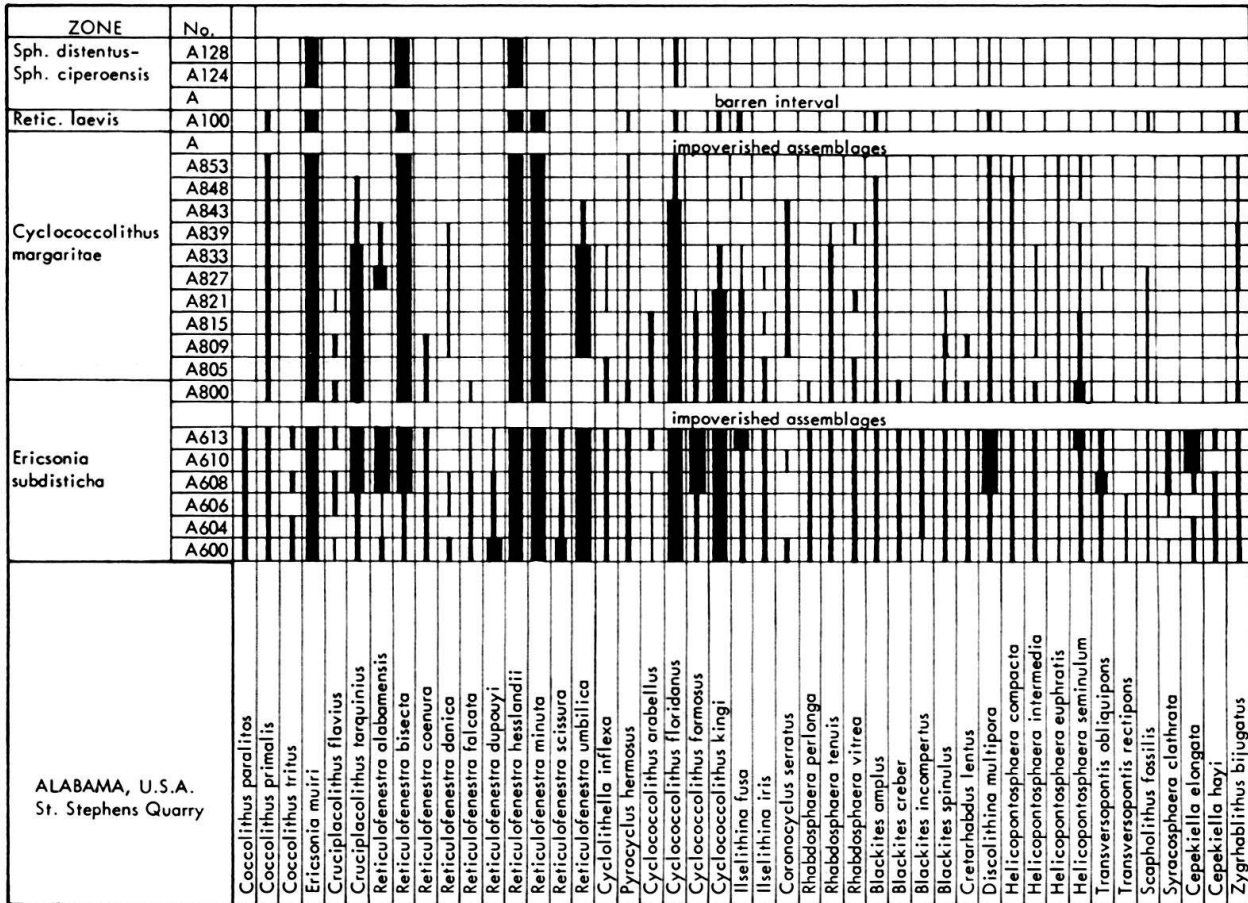 ZONE No.
Sph. distentus-
Sph. ciperoensis
A128
A124
A barren interval
Retic. laevis A100
A impoverished assemblages
A853
A848
A843
Cyclococcolithus
margaritae
A839
A833
A827
A821
A815
A809
A805
A800
impoverished assemblages
Ericsonia
subdisticha
A613
A610
A608
A606
A604
A600
ALABAMA, U.S.A.
St. Stephens Quarry
Coccolithus paralitos
Coccolithus primalis
Coccolithus tritus
Ericsonia muiri
Cruciplacolithus flavius
Cruciplacolithus tarquinius
Reticulofenestra alabamensis
Reticulofenestra bisecta
Reticulofenestra coenura
Reticulofenestra danica
Reticulofenestra falcata
Reticulofenestra dupouyi
Reticulofenestra hesslandii
Reticulofenestra minuta
Reticulofenestra scissura
Reticulofenestra umbilica
Cyclolithella inflexa
Pyrocyclus hermosus
Cyclococcolithus arabellus
Cyclococcolithus floridanus
Cyclococcolithus formosus
Cyclococcolithus kingi
Ilselithina fusa
Ilselithina iris
Coronocyclus serratus
Rhabdosphaera perlonga
Rhabdosphaera tenuis
Rhabdosphaera vitrea
Blackites amplus
Blackites creber
Blackites incompertus
Blackites spinulus
Cretarhabdus lentus
Discolithina multipora
Helicopontosphaera compacta
Helicopontosphaera intermedia
Helicopontosphaera euphratis
Helicopontosphaera seminulum
Transversopontis obliquipons
Transversopontis rectipons
Scapholithus fossilis
Syracosphaera clathrata
Cepekiella elongata
Cepekiella hayi
Zygrhablithus bijugatus